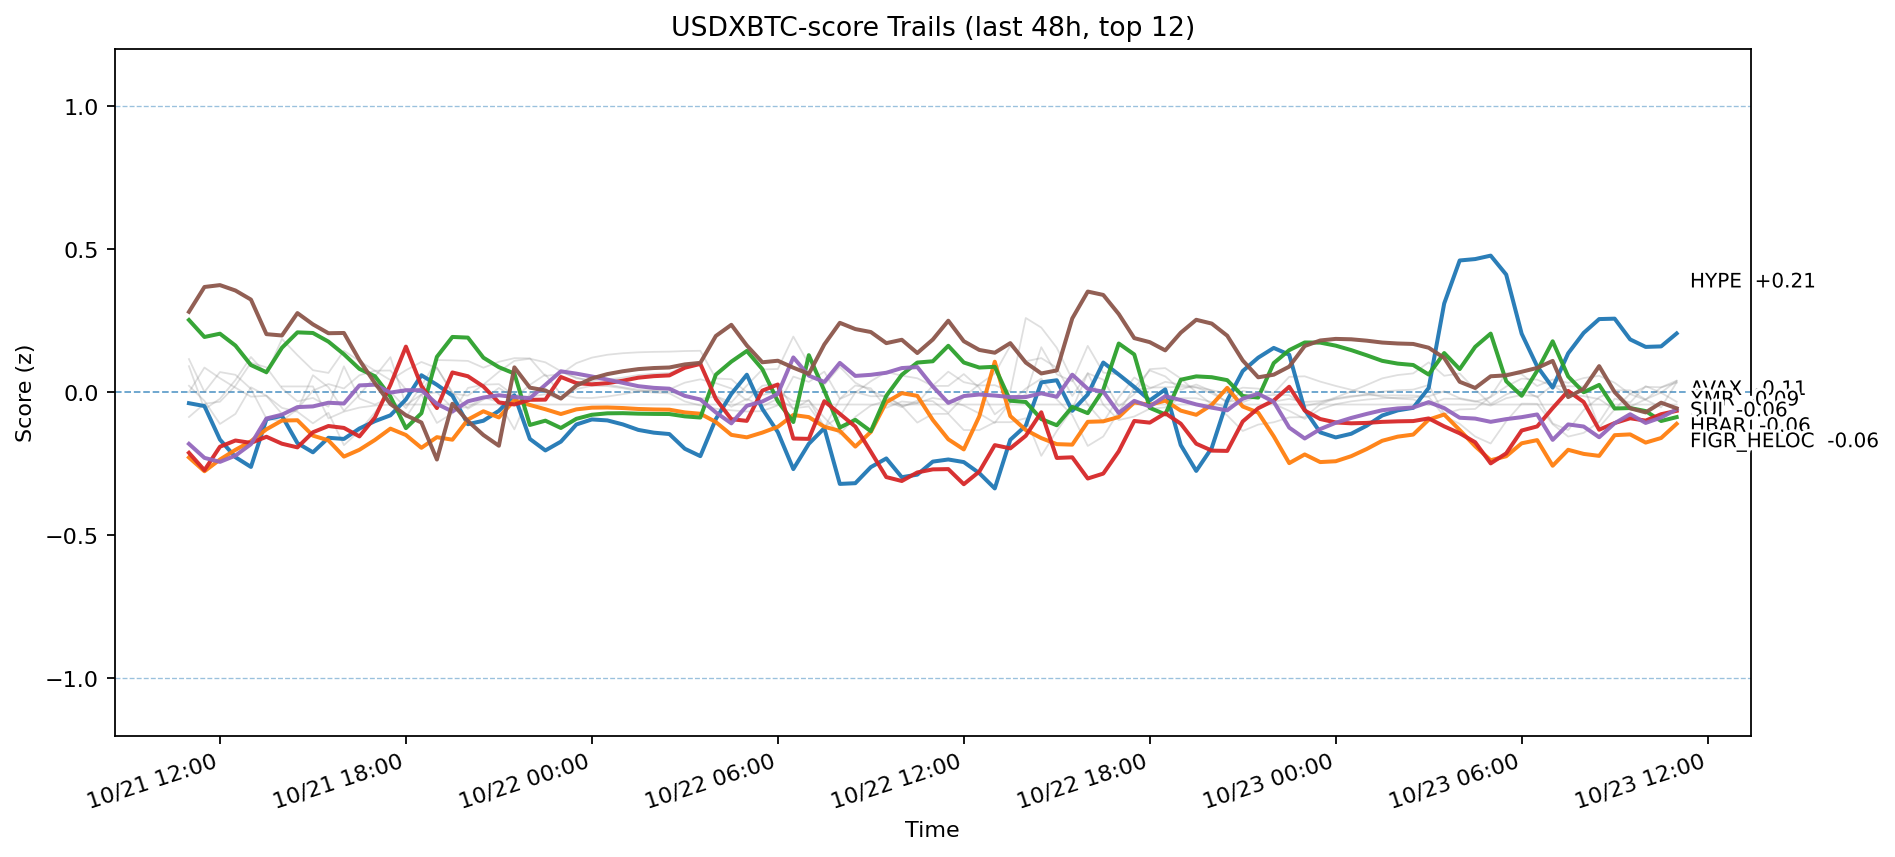 USDXBTC-score Trails (last 48h, top 12)
Score (z)
1.0
0.5
0.0
−0.5
−1.0
HYPE +0.21
AVAX -0.11
XMR -0.09
SUI -0.06
HBAR -0.06
FIGR_HELOC -0.06
10/21 12:00
10/21 18:00
10/22 00:00
10/22 06:00
10/22 12:00
10/22 18:00
10/23 00:00
10/23 06:00
10/23 12:00
Time